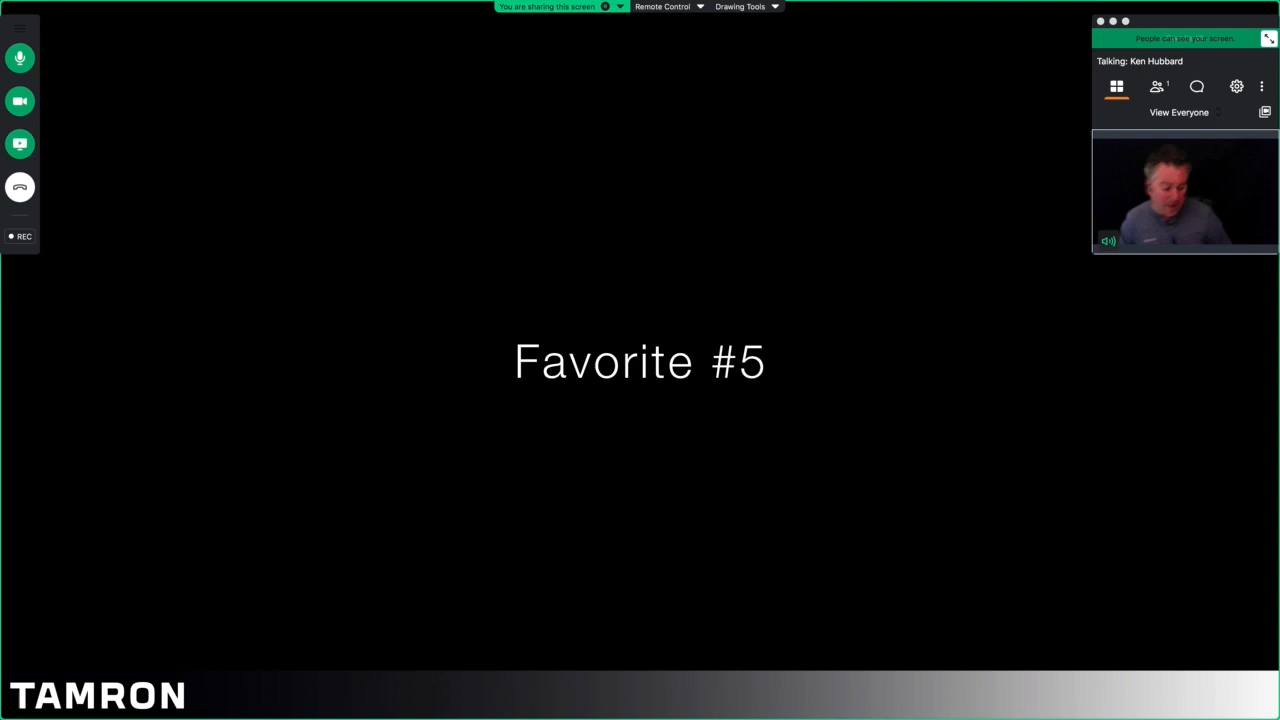 You are sharing this screen
Remote Control
Drawing Tools
People can see your screen.
Talking: Ken Hubbard
1
View Everyone
REC
Favorite #5
TAMRON